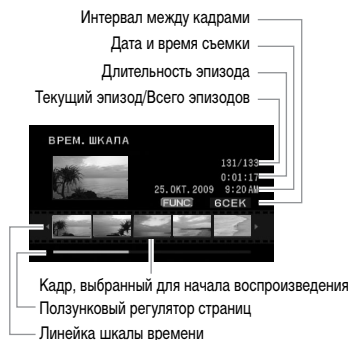 Интервал между кадрами
Дата и время съемки
Длительность эпизода
Текущий эпизод/Всего эпизодов
ВРЕМ. ШКАЛА
131/133
0:01:17
25.ОКТ.2009 9:20AM
FUNC. 6СЕК
Кадр, выбранный для начала воспроизведения
Ползунковый регулятор страниц
Линейка шкалы времени